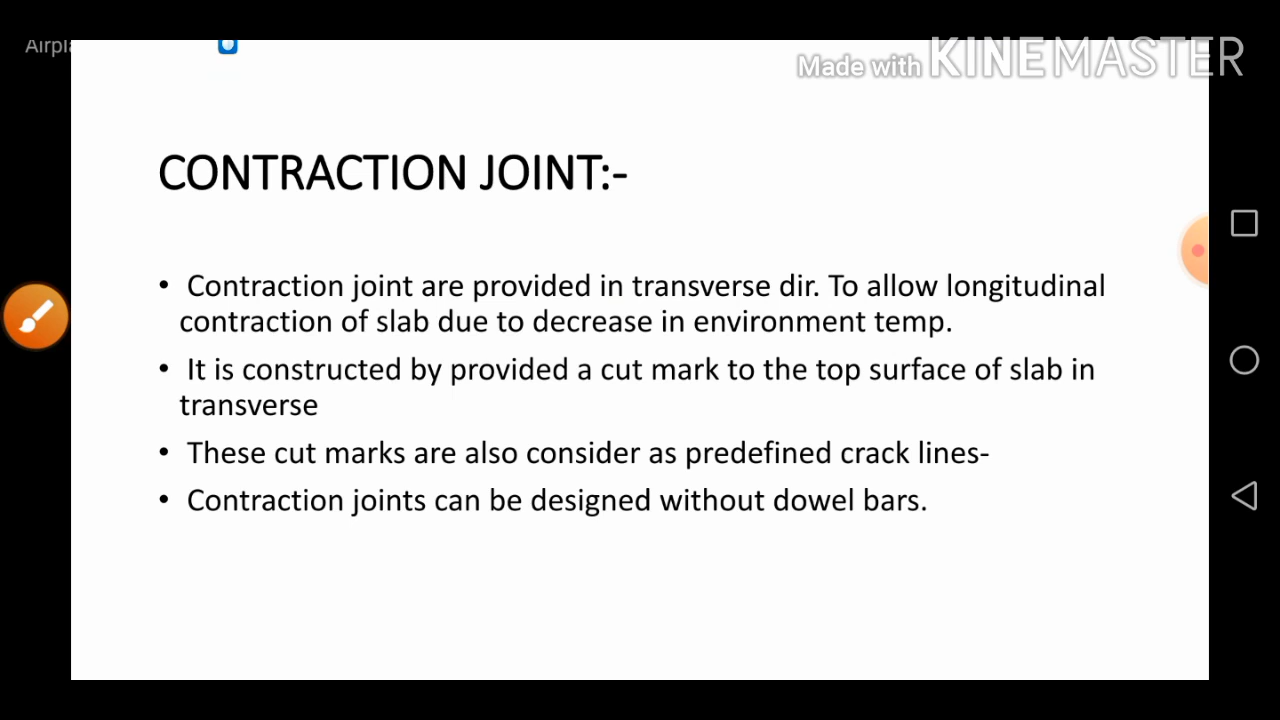 Airpla
Made with KINEMASTER
CONTRACTION JOINT:-
• Contraction joint are provided in transverse dir. To allow longitudinal
contraction of slab due to decrease in environment temp.
• It is constructed by provided a cut mark to the top surface of slab in
transverse
• These cut marks are also consider as predefined crack lines-
• Contraction joints can be designed without dowel bars.